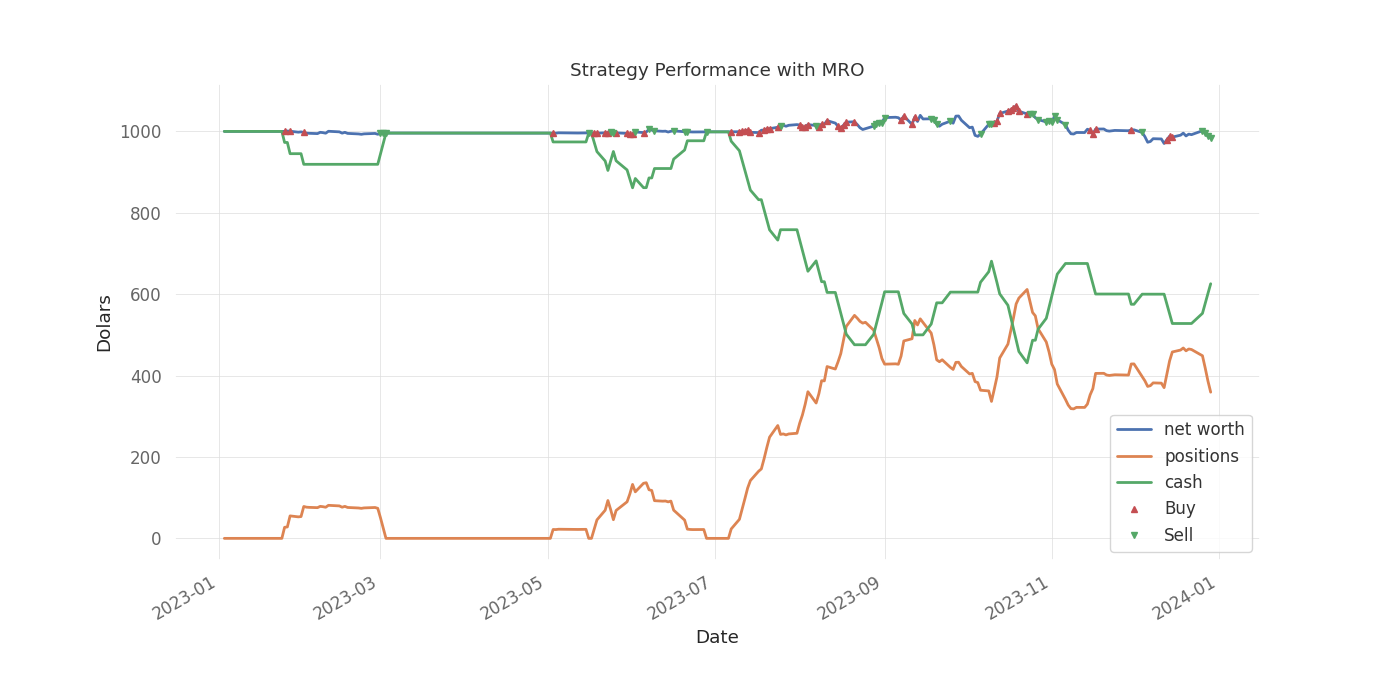 Strategy Performance with MRO
Dolars
1000
800
600
400
200
0
2023-01
2023-03
2023-05
2023-07
2023-09
2023-11
2024-01
Date
net worth
positions
cash
Buy
Sell